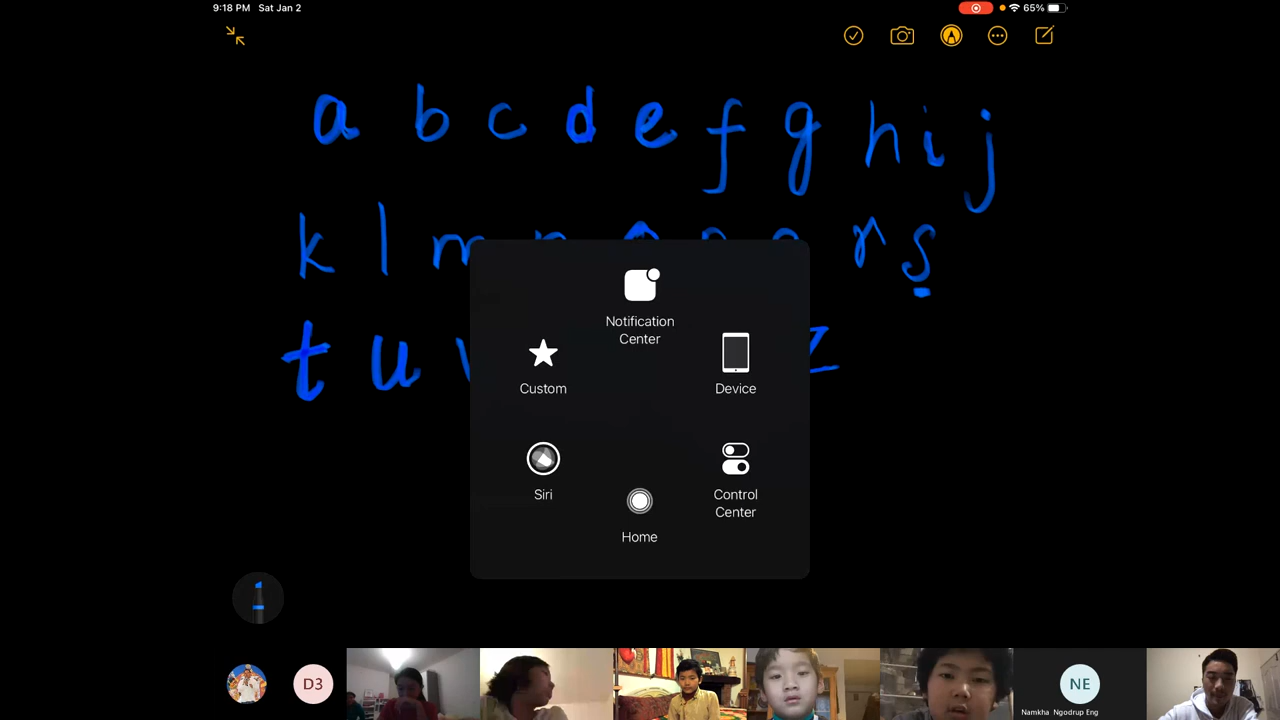 9:18 PM Sat Jan 2 65%
a b c d e f g h i j
k l m r s
t u z
Notification
Center
Custom
Device
Siri
Control
Center
Home
D3
NE
Namkha Ngodrup Eng